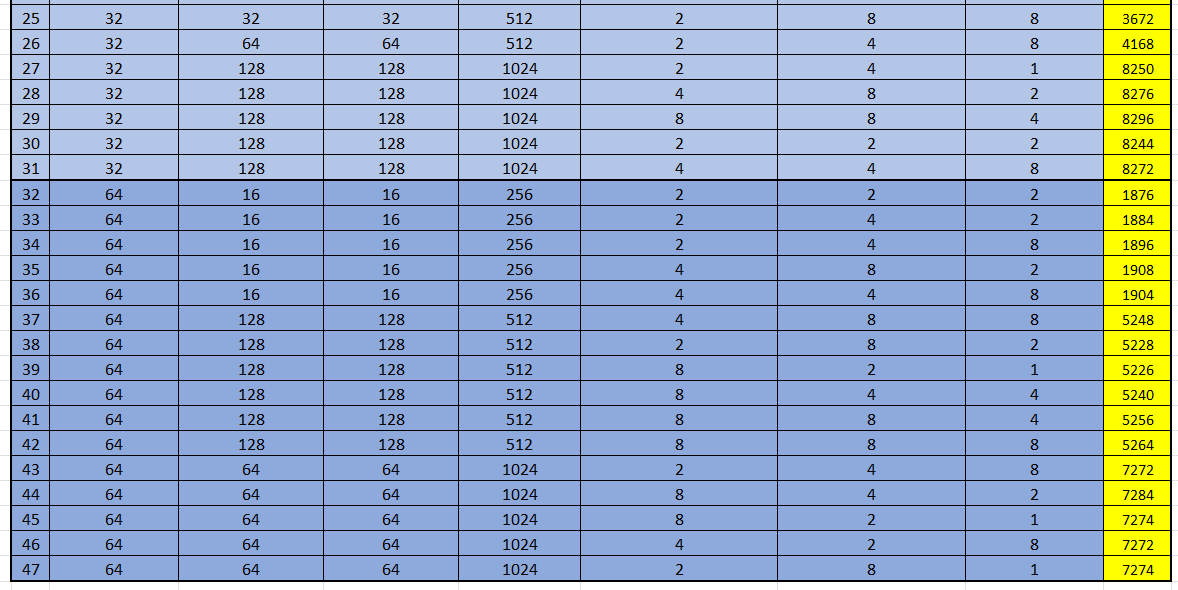 25 32 32 32 512 2 8 8 3672
26 32 64 64 512 2 4 8 4168
27 32 128 128 1024 2 4 1 8250
28 32 128 128 1024 4 8 2 8276
29 32 128 128 1024 8 8 4 8296
30 32 128 128 1024 2 2 2 8244
31 32 128 128 1024 4 4 8 8272
32 64 16 16 256 2 2 2 1876
33 64 16 16 256 2 4 2 1884
34 64 16 16 256 2 4 8 1896
35 64 16 16 256 4 8 2 1908
36 64 16 16 256 4 4 8 1904
37 64 128 128 512 4 8 8 5248
38 64 128 128 512 2 8 2 5228
39 64 128 128 512 8 2 1 5226
40 64 128 128 512 8 4 4 5240
41 64 128 128 512 8 8 4 5256
42 64 128 128 512 8 8 8 5264
43 64 64 64 1024 2 4 8 7272
44 64 64 64 1024 8 4 2 7284
45 64 64 64 1024 8 2 1 7274
46 64 64 64 1024 4 2 8 7272
47 64 64 64 1024 2 8 1 7274